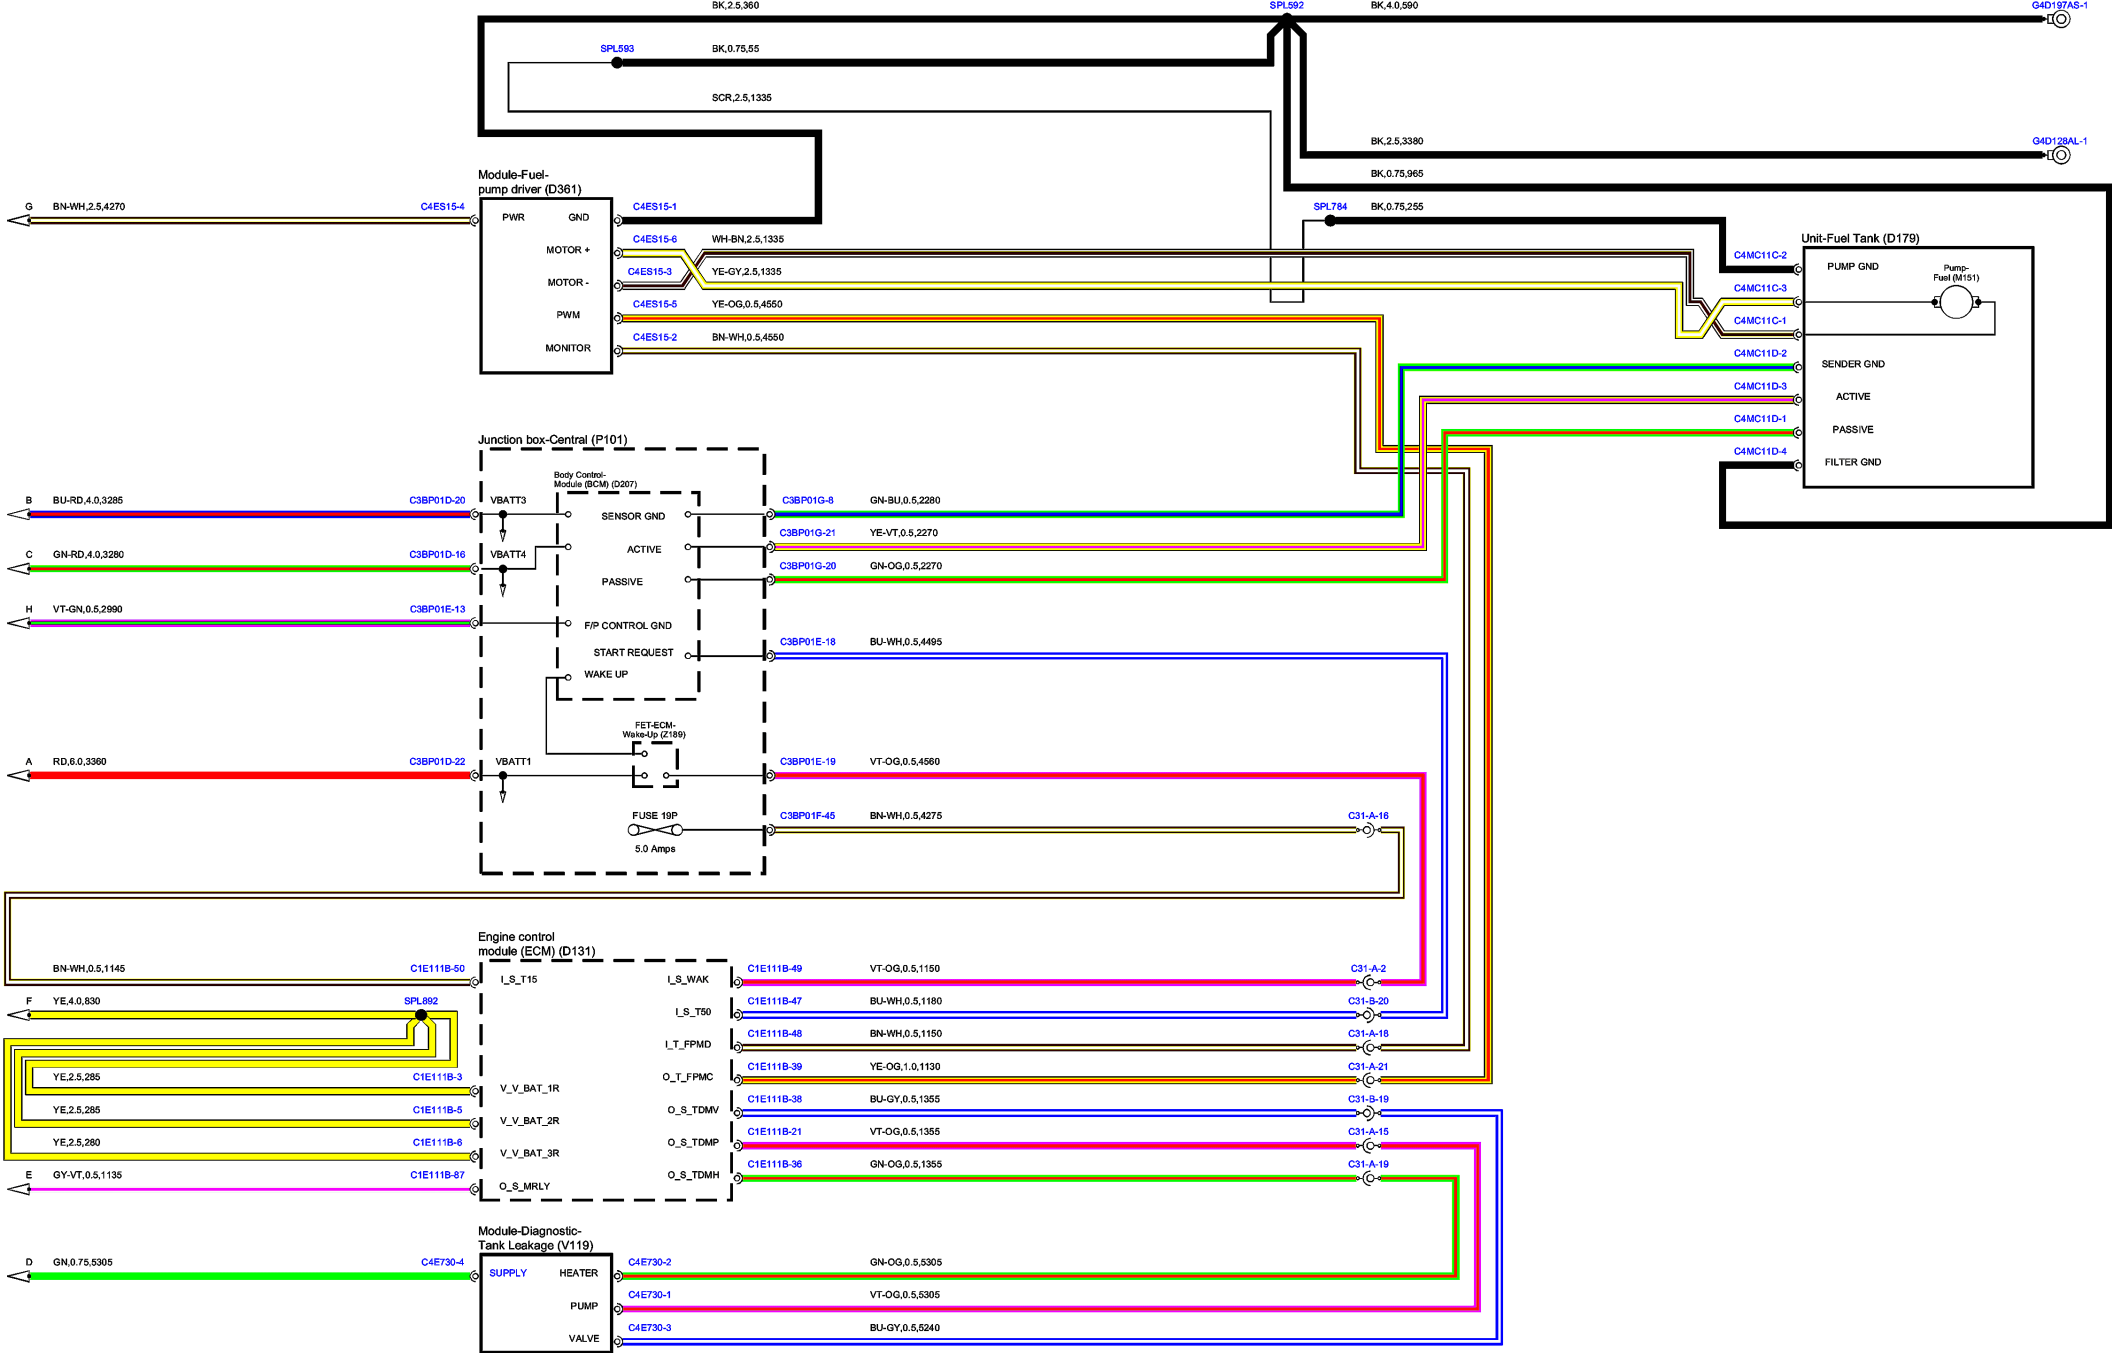 BK,2.5,360
SPL592
BK,4.0,590
G4D197AS-1
SPL593
BK,0.75,55
SCR,2.5,1335
BK,2.5,3380
G4D128AL-1
BK,0.75,965
Module-Fuel-
pump driver (D361)
G
BN-WH,2.5,4270
C4ES15-4
PWR
GND
C4ES15-1
SPL784
BK,0.75,255
MOTOR +
C4ES15-6
WH-BN,2.5,1335
MOTOR -
C4ES15-3
YE-GY,2.5,1335
PWM
C4ES15-5
YE-OG,0.5,4550
MONITOR
C4ES15-2
BN-WH,0.5,4550
Unit-Fuel Tank (D179)
C4MC11C-2
PUMP GND
Pump-
Fuel (M151)
C4MC11C-3
C4MC11C-1
C4MC11D-2
SENDER GND
C4MC11D-3
ACTIVE
C4MC11D-1
PASSIVE
C4MC11D-4
FILTER GND
Junction box-Central (P101)
Body Control-
Module (BCM) (D207)
B
BU-RD,4.0,3285
C3BP01D-20
VBATT3
SENSOR GND
C3BP01G-8
GN-BU,0.5,2280
C
GN-RD,4.0,3280
C3BP01D-16
VBATT4
ACTIVE
C3BP01G-21
YE-VT,0.5,2270
PASSIVE
C3BP01G-20
GN-OG,0.5,2270
H
VT-GN,0.5,2990
C3BP01E-13
F/P CONTROL GND
START REQUEST
C3BP01E-18
BU-WH,0.5,4495
WAKE UP
FET-ECM-
Wake-Up (Z189)
A
RD,6.0,3360
C3BP01D-22
VBATT1
C3BP01E-19
VT-OG,0.5,4560
FUSE 19P
5.0 Amps
C3BP01F-45
BN-WH,0.5,4275
C31-A-16
Engine control
module (ECM) (D131)
BN-WH,0.5,1145
C1E111B-50
I_S_T15
I_S_WAK
C1E111B-49
VT-OG,0.5,1150
C31-A-2
F
YE,4.0,830
SPL892
I_S_T50
C1E111B-47
BU-WH,0.5,1180
C31-B-20
I_T_FPMD
C1E111B-48
BN-WH,0.5,1150
C31-A-18
YE,2.5,285
C1E111B-3
V_V_BAT_1R
O_T_FPMC
C1E111B-39
YE-OG,1.0,1130
C31-A-21
YE,2.5,285
C1E111B-5
V_V_BAT_2R
O_S_TDMV
C1E111B-38
BU-GY,0.5,1355
C31-B-19
YE,2.5,280
C1E111B-6
V_V_BAT_3R
O_S_TDMP
C1E111B-21
VT-OG,0.5,1355
C31-A-15
E
GY-VT,0.5,1135
C1E111B-87
O_S_MRLY
O_S_TDMH
C1E111B-36
GN-OG,0.5,1355
C31-A-19
Module-Diagnostic-
Tank Leakage (V119)
D
GN,0.75,5305
C4E730-4
SUPPLY
HEATER
C4E730-2
GN-OG,0.5,5305
PUMP
C4E730-1
VT-OG,0.5,5305
VALVE
C4E730-3
BU-GY,0.5,5240